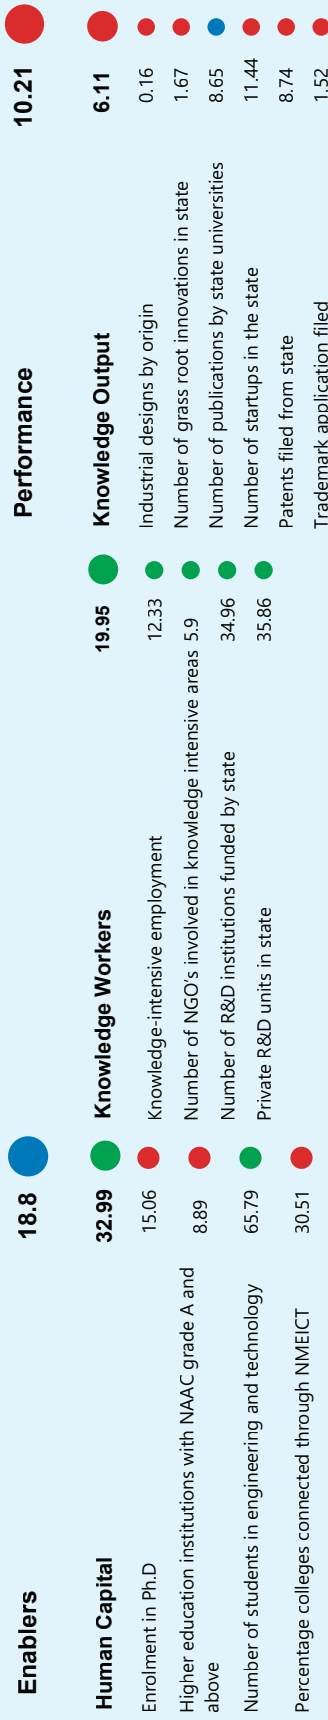 Enablers 18.8
Human Capital 32.99
Enrolment in Ph.D 15.06
Higher education institutions with NAAC grade A and
above 8.89
Number of students in engineering and technology 65.79
Percentage colleges connected through NMEICT 30.51
Knowledge Workers 19.95
Knowledge-intensive employment 12.33
Number of NGO's involved in knowledge intensive areas 5.9
Number of R&D institutions funded by state 34.96
Private R&D units in state 35.86
Performance 10.21
Knowledge Output 6.11
Industrial designs by origin 0.16
Number of grass root innovations in state 1.67
Number of publications by state universities 8.65
Number of startups in the state 11.44
Patents filed from state 8.74
Trademark application filed 1.52